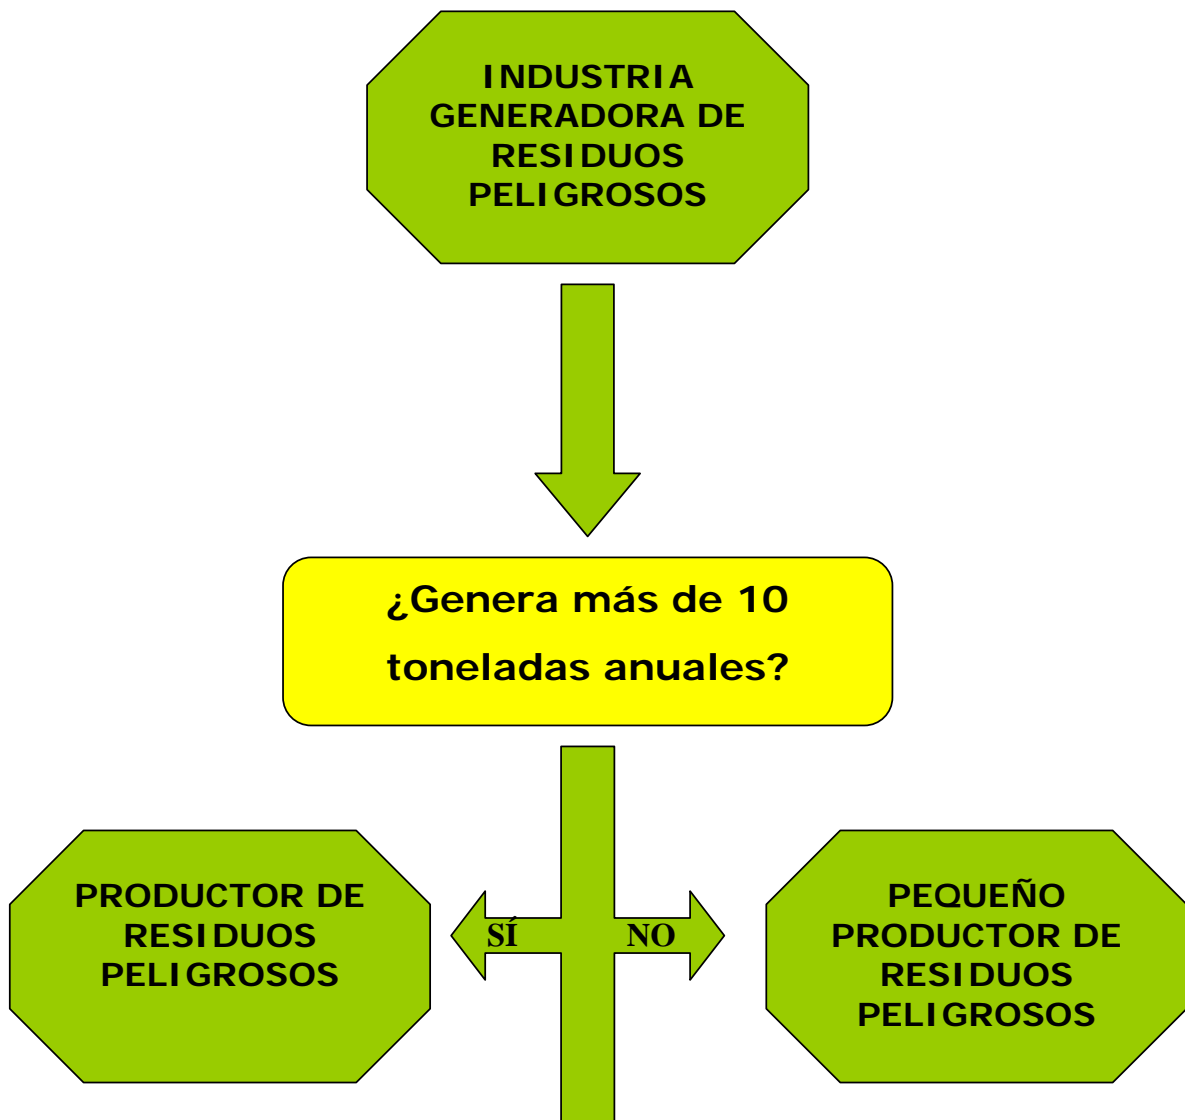 INDUSTRIA
GENERADORA DE
RESIDUOS
PELIGROSOS
¿Genera más de 10
toneladas anuales?
PRODUCTOR DE
RESIDUOS
PELIGROSOS
SÍ
NO
PEQUEÑO
PRODUCTOR DE
RESIDUOS
PELIGROSOS